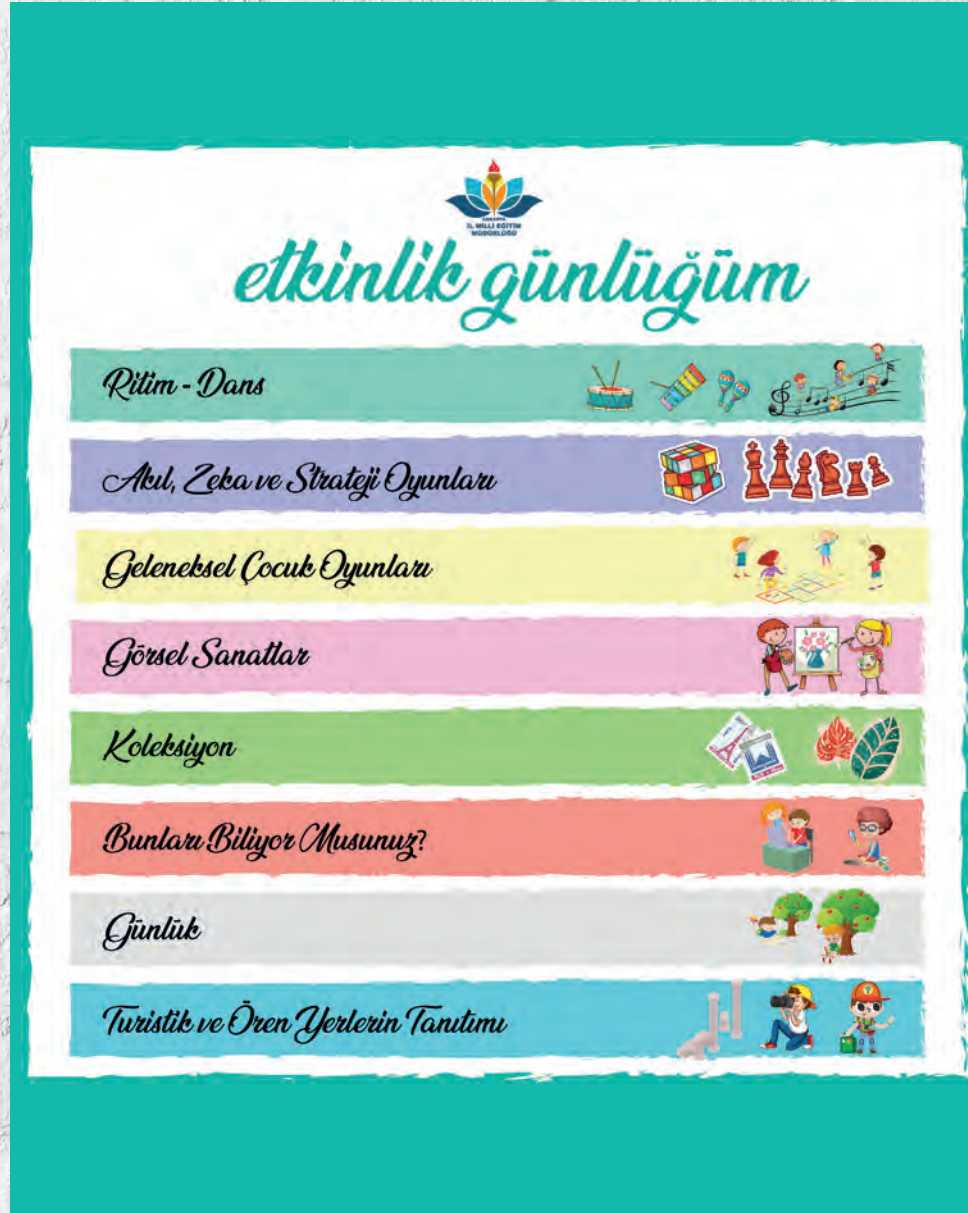 İL MİLLİ EĞİTİM
MÜDÜRLÜĞÜ
etkinlik günlüğüm
Ritim - Dans
Akıl, Zeka ve Strateji Oyunları
Geleneksel Çocuk Oyunları
Görsel Sanatlar
Koleksiyon
Bunları Biliyor Musunuz?
Günlük
Turistik ve Ören Yerlerin Tanıtımı